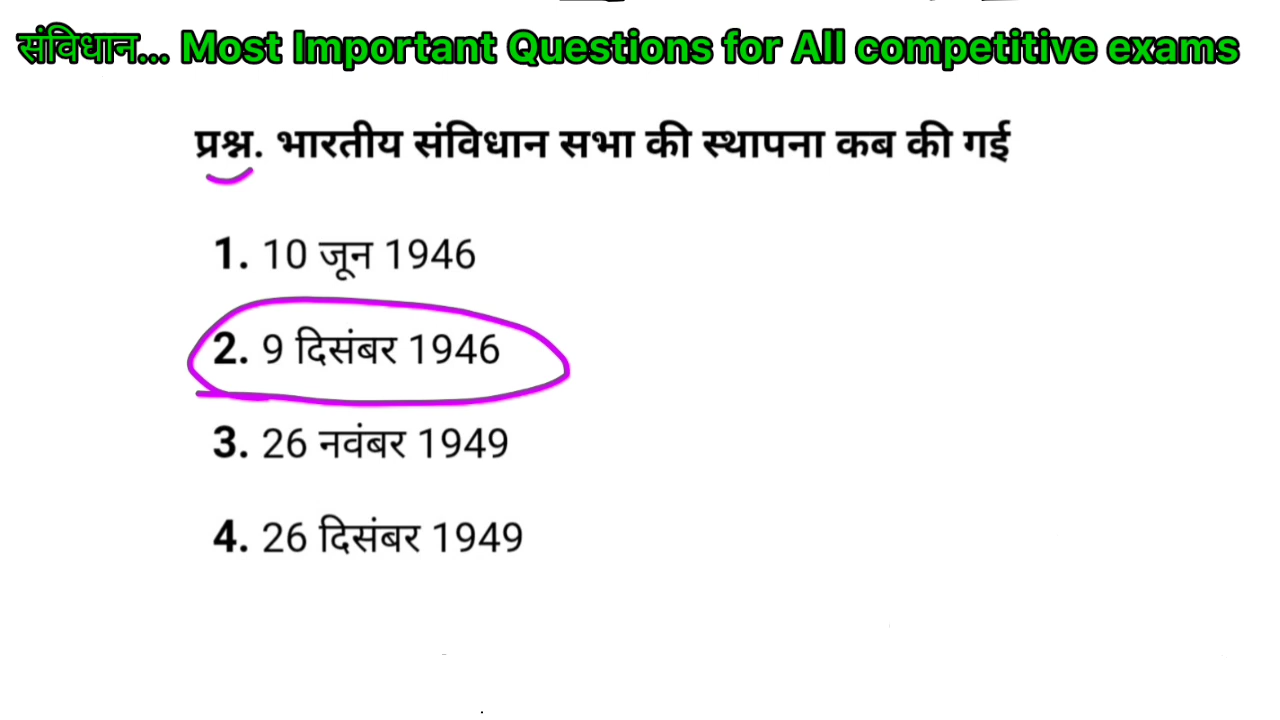 संविधान... Most Important Questions for All competitive exams
प्रश्न. भारतीय संविधान सभा की स्थापना कब की गई
1. 10 जून 1946
2. 9 दिसंबर 1946
3. 26 नवंबर 1949
4. 26 दिसंबर 1949